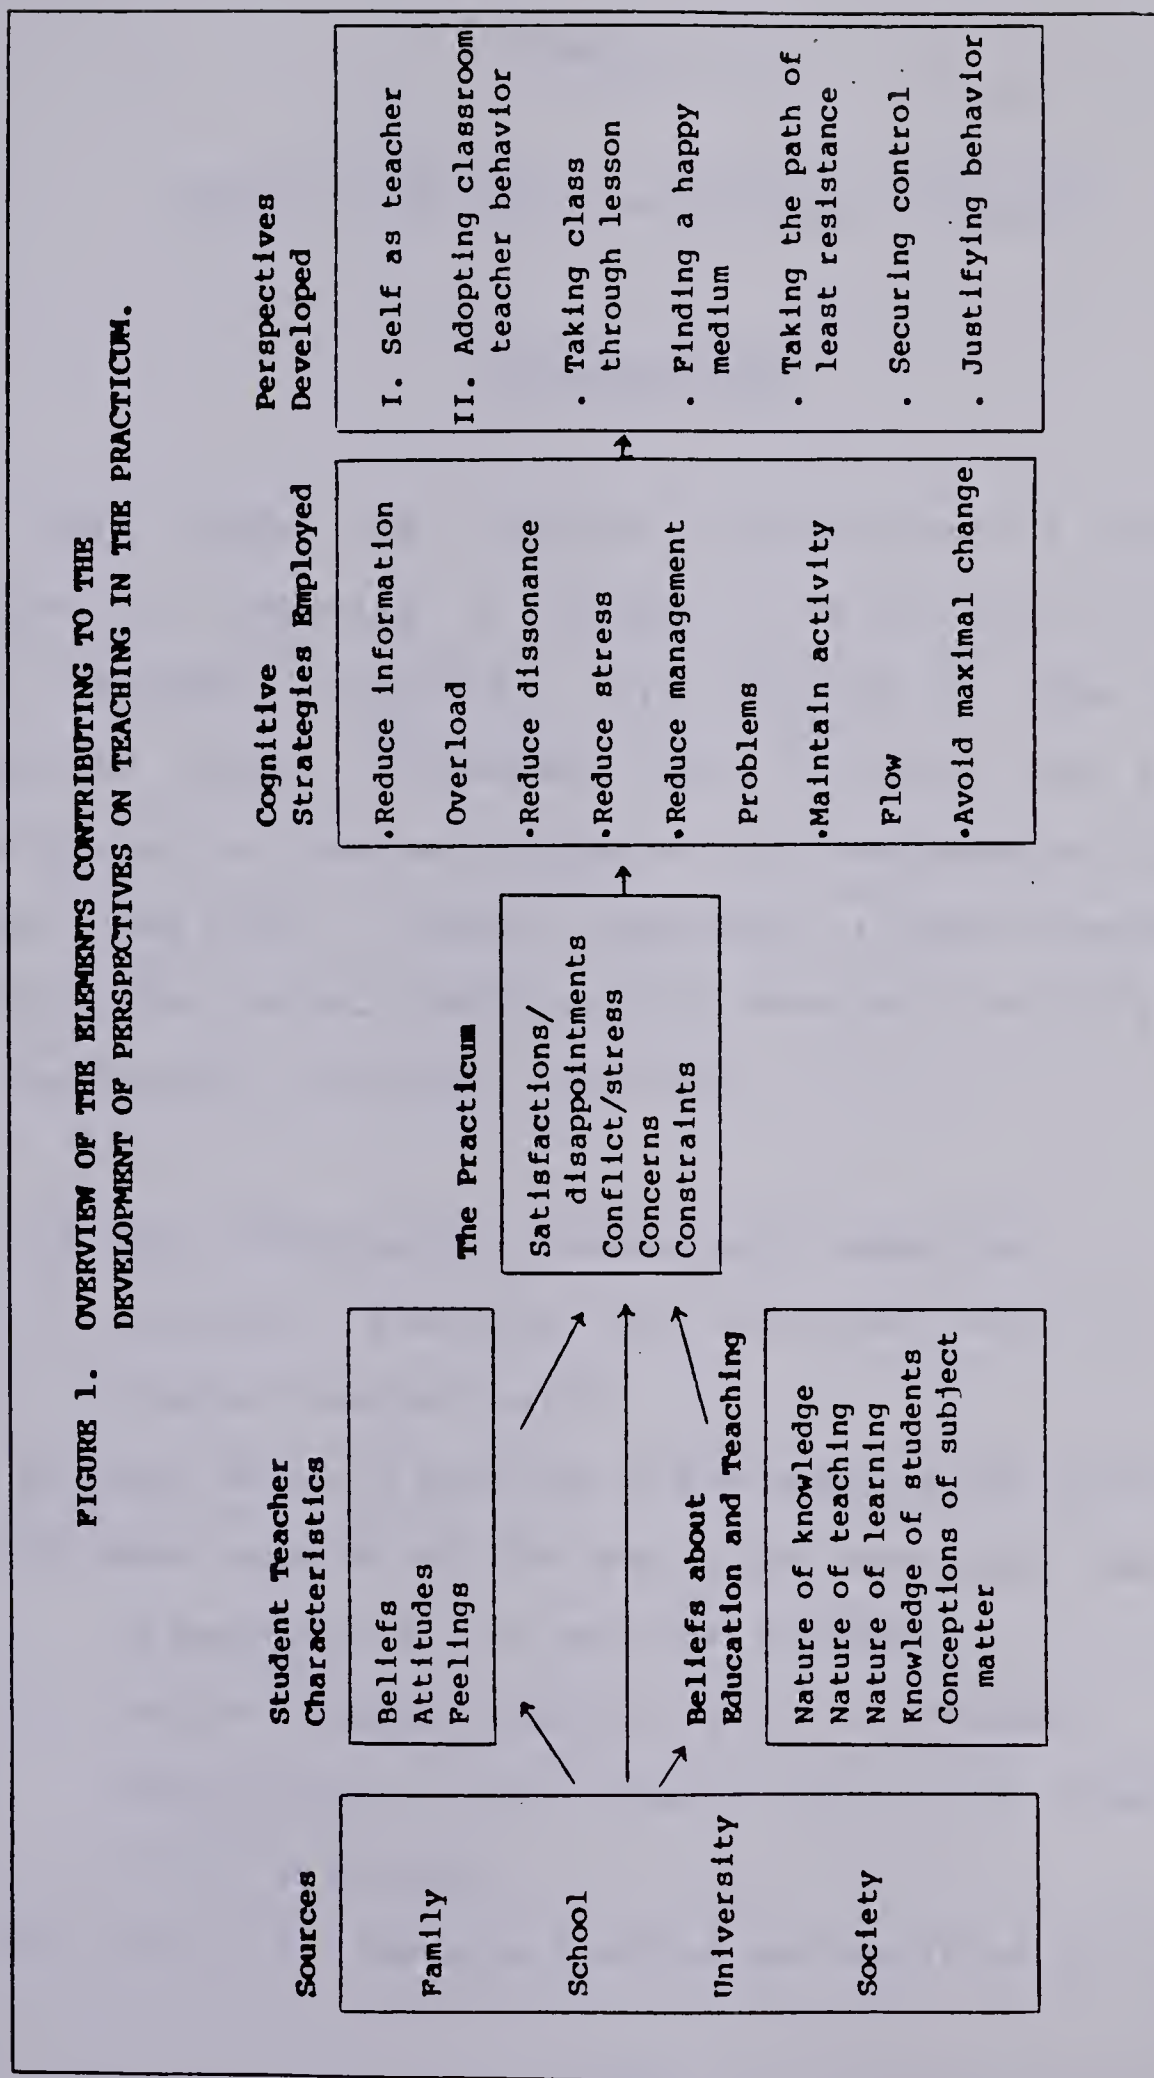 FIGURE 1. OVERVIEW OF THE ELEMENTS CONTRIBUTING TO THE
DEVELOPMENT OF PERSPECTIVES ON TEACHING IN THE PRACTICUM.
Sources
Family
School
University
Society
Student Teacher
Characteristics
Beliefs
Attitudes
Feelings
Beliefs about
Education and Teaching
Nature of knowledge
Nature of teaching
Nature of learning
Knowledge of students
Conceptions of subject
matter
The Practicum
Satisfactions/
disappointments
Conflict/stress
Concerns
Constraints
Cognitive
Strategies Employed
•Reduce information
Overload
•Reduce dissonance
•Reduce stress
•Reduce management
Problems
•Maintain activity
Flow
•Avoid maximal change
Perspectives
Developed
I. Self as teacher
II. Adopting classroom
teacher behavior
• Taking class
through lesson
• Finding a happy
medium
• Taking the path of
least resistance
• Securing control
• Justifying behavior